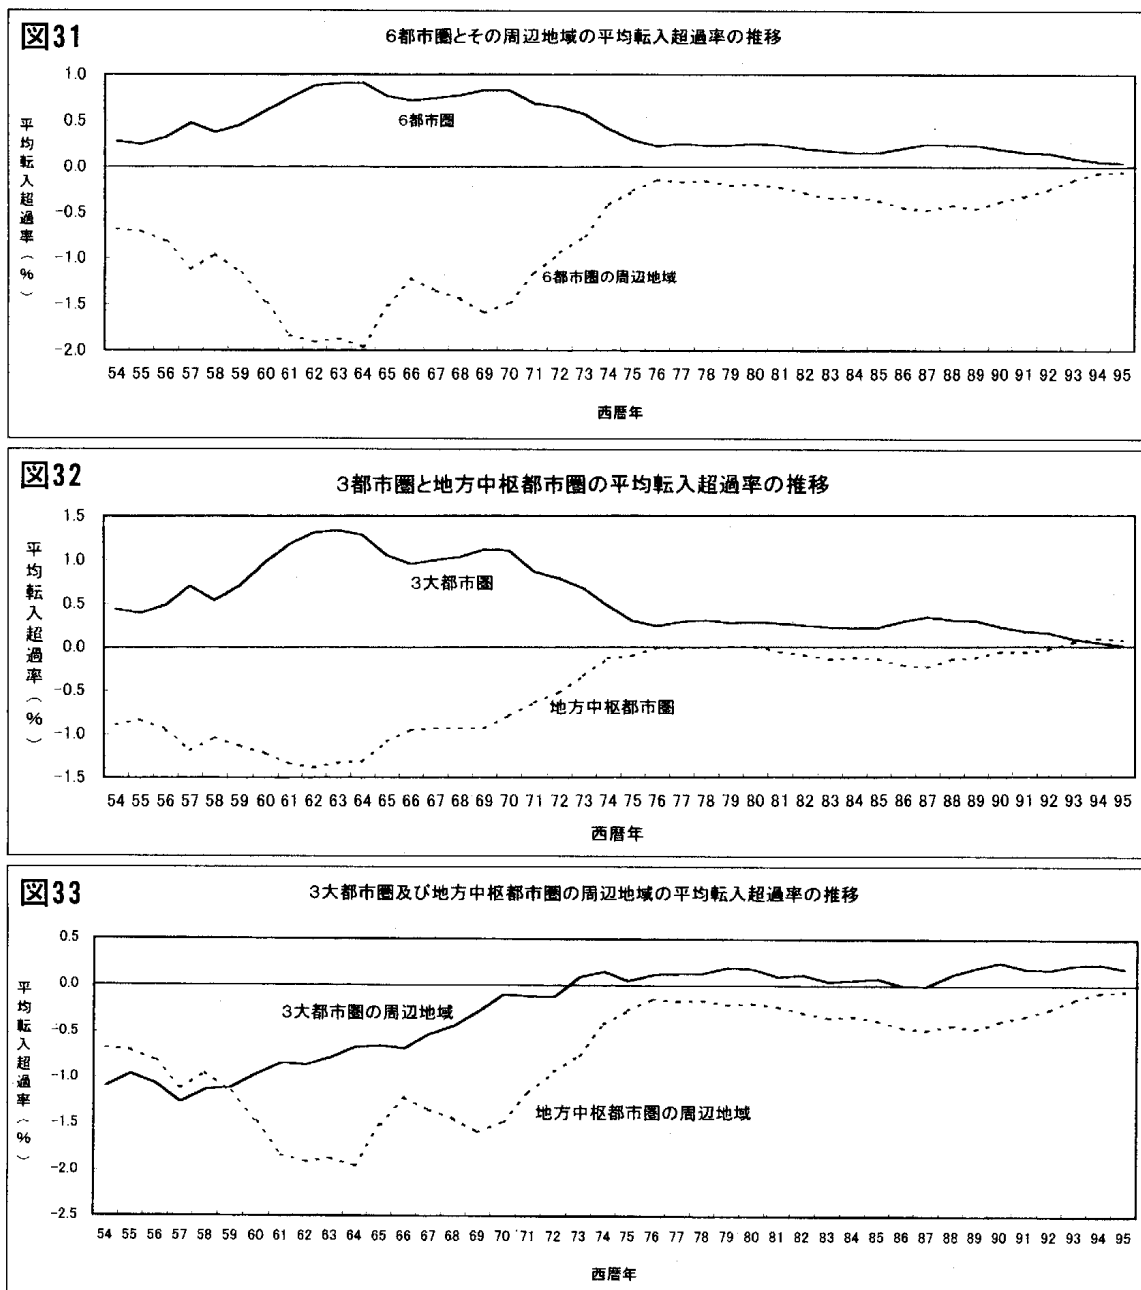 図31
6都市圏とその周辺地域の平均転入超過率の推移
平均転入超過率(%)
1.0
0.5
0.0
-0.5
-1.0
-1.5
-2.0
6都市圏
6都市圏の周辺地域
54 55 56 57 58 59 60 61 62 63 64 65 66 67 68 69 70 71 72 73 74 75 76 77 78 79 80 81 82 83 84 85 86 87 88 89 90 91 92 93 94 95
西暦年
図32
3都市圏と地方中枢都市圏の平均転入超過率の推移
平均転入超過率(%)
1.5
1.0
0.5
0.0
-0.5
-1.0
-1.5
3大都市圏
地方中枢都市圏
54 55 56 57 58 59 60 61 62 63 64 65 66 67 68 69 70 71 72 73 74 75 76 77 78 79 80 81 82 83 84 85 86 87 88 89 90 91 92 93 94 95
西暦年
図33
3大都市圏及び地方中枢都市圏の周辺地域の平均転入超過率の推移
平均転入超過率(%)
0.5
0.0
-0.5
-1.0
-1.5
-2.0
-2.5
3大都市圏の周辺地域
地方中枢都市圏の周辺地域
54 55 56 57 58 59 60 61 62 63 64 65 66 67 68 69 70 71 72 73 74 75 76 77 78 79 80 81 82 83 84 85 86 87 88 89 90 91 92 93 94 95
西暦年